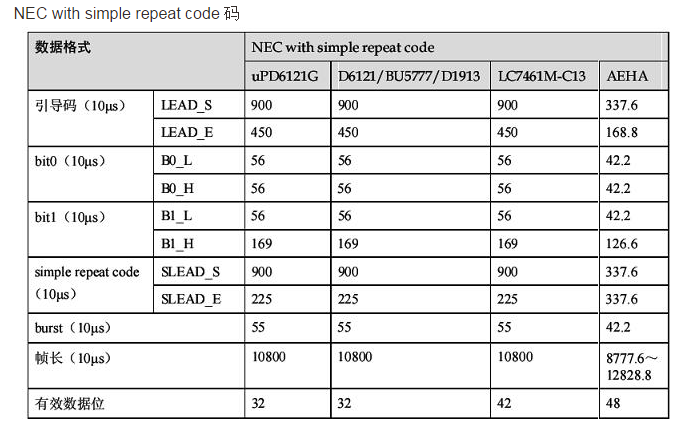 NEC with simple repeat code 码
数据格式 NEC with simple repeat code
uPD6121G D6121/BU5777/D1913 LC7461M-C13 AEHA
引导码（10μs） LEAD_S 900 900 900 337.6
LEAD_E 450 450 450 168.8
bit0（10μs） B0_L 56 56 56 42.2
B0_H 56 56 56 42.2
bit1（10μs） B1_L 56 56 56 42.2
B1_H 169 169 169 126.6
simple repeat code（10μs） SLEAD_S 900 900 900 337.6
SLEAD_E 225 225 225 337.6
burst（10μs） 55 55 55 42.2
帧长（10μs） 10800 10800 10800 8777.6～
12828.8
有效数据位 32 32 42 48